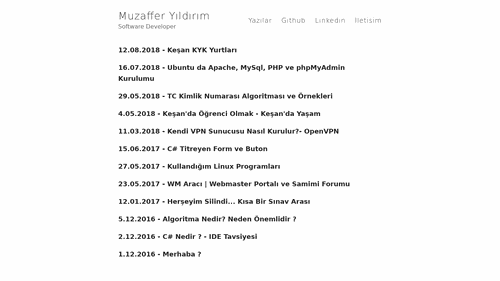 Muzaffer Yıldırım
Software Developer
Yazılar Github Linkedin İletisim
12.08.2018 - Keşan KYK Yurtları
16.07.2018 - Ubuntu da Apache, MySql, PHP ve phpMyAdmin
Kurulumu
29.05.2018 - TC Kimlik Numarası Algoritması ve Örnekleri
4.05.2018 - Keşan'da Öğrenci Olmak - Keşan'da Yaşam
11.03.2018 - Kendi VPN Sunucusu Nasıl Kurulur?- OpenVPN
15.06.2017 - C# Titreyen Form ve Buton
27.05.2017 - Kullandığım Linux Programları
23.05.2017 - WM Aracı | Webmaster Portalı ve Samimi Forumu
12.01.2017 - Herşeyim Silindi... Kısa Bir Sınav Arası
5.12.2016 - Algoritma Nedir? Neden Önemlidir ?
2.12.2016 - C# Nedir ? - IDE Tavsiyesi
1.12.2016 - Merhaba ?